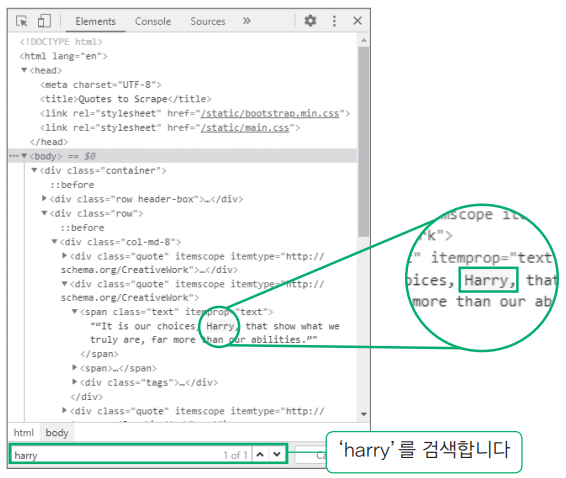 Elements Console Sources »
<!DOCTYPE html>
<html lang="en">
▼<head>
<meta charset="UTF-8">
<title>Quotes to Scrape</title>
<link rel="stylesheet" href="/static/bootstrap.min.css">
<link rel="stylesheet" href="/static/main.css">
</head>
•••▼<body> == $0
▼<div class="container">
::before
▶<div class="row header-box">…</div>
▼<div class="row">
::before
▼<div class="col-md-8">
▶<div class="quote" itemscope itemtype="http://
schema.org/CreativeWork">…</div>
▼<div class="quote" itemscope itemtype="http://
schema.org/CreativeWork">
▼<span class="text" itemprop="text">
"“It is our choices, Harry, that show what we
truly are, far more than our abilities.”"
</span>
▶<span>…</span>
▶<div class="tags">…</div>
</div>
▶<div class="quote" itemscope itemtype="http://
html body
harry 1 of 1 Ca
mscope ite
rk">
" itemprop="text
oices, Harry, that
more than our ab
‘harry’를 검색합니다